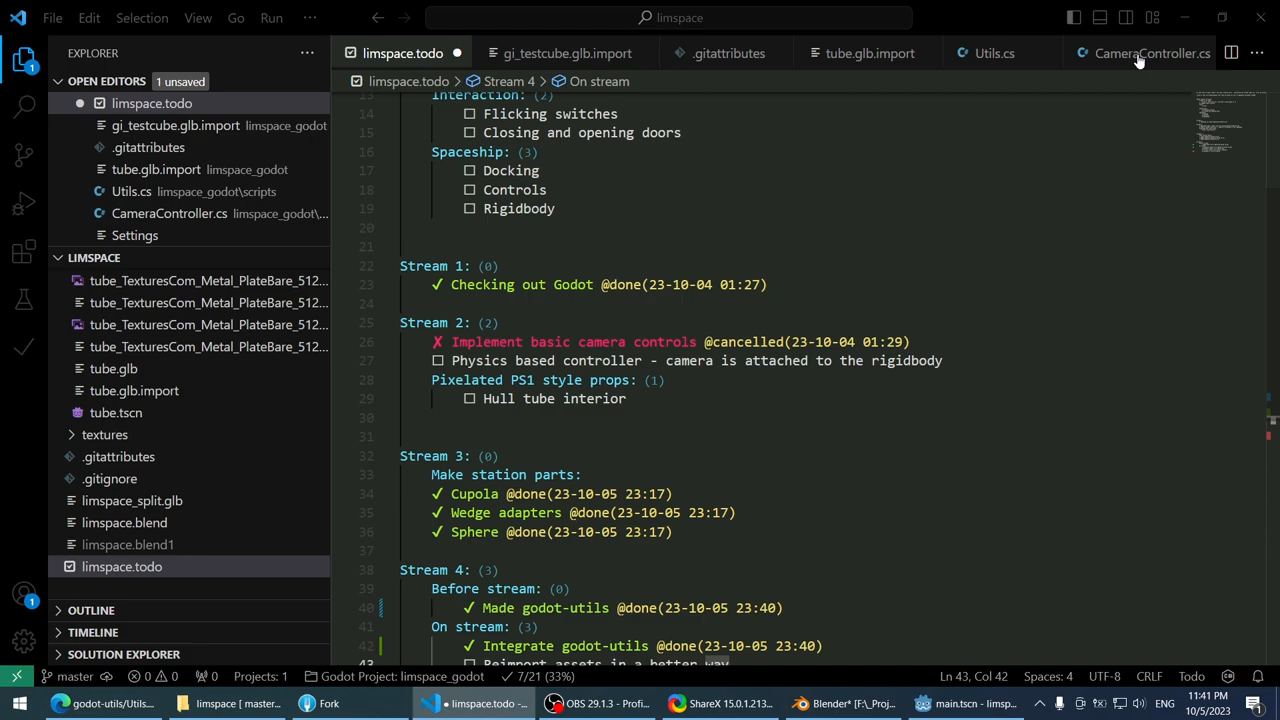 File Edit Selection View Go Run ···
limspace
EXPLORER
OPEN EDITORS 1 unsaved
limspace.todo
gi_testcube.glb.import limspace_godot
.gitattributes
tube.glb.import limspace_godot
Utils.cs limspace_godot\scripts
CameraController.cs limspace_godot\...
Settings
LIMSPACE
tube_TexturesCom_Metal_PlateBare_512...
tube_TexturesCom_Metal_PlateBare_512...
tube_TexturesCom_Metal_PlateBare_512...
tube_TexturesCom_Metal_PlateBare_512...
tube.glb
tube.glb.import
tube.tscn
textures
.gitattributes
.gitignore
limspace_split.glb
limspace.blend
limspace.blend1
limspace.todo
OUTLINE
TIMELINE
SOLUTION EXPLORER
limspace.todo gi_testcube.glb.import .gitattributes tube.glb.import Utils.cs CameraController.cs
limspace.todo > Stream 4 > On stream
13 Interaction: (2)
14 Flicking switches
15 Closing and opening doors
16 Spaceship: (3)
17 Docking
18 Controls
19 Rigidbody
20
21
22 Stream 1: (0)
23 ✓ Checking out Godot @done(23-10-04 01:27)
24
25 Stream 2: (2)
26 ✗ Implement basic camera controls @cancelled(23-10-04 01:29)
27 Physics based controller - camera is attached to the rigidbody
28 Pixelated PS1 style props: (1)
29 Hull tube interior
30
31
32 Stream 3: (0)
33 Make station parts:
34 ✓ Cupola @done(23-10-05 23:17)
35 ✓ Wedge adapters @done(23-10-05 23:17)
36 ✓ Sphere @done(23-10-05 23:17)
37
38 Stream 4: (3)
39 Before stream: (0)
40 ✓ Made godot-utils @done(23-10-05 23:40)
41 On stream: (3)
42 ✓ Integrate godot-utils @done(23-10-05 23:40)
43 Reimport assets in a better way
1
1
master 0 0 0 Projects: 1 Godot Project: limspace_godot 7/21 (33%) Ln 43, Col 42 Spaces: 4 UTF-8 CRLF Todo
godot-utils/Utils... limspace [ master... Fork ● limspace.todo -... OBS 29.1.3 - Profi... ShareX 15.0.1.213... Blender* [F:\_Proj... main.tscn - limsp... 11:41 PM
10/5/2023
1